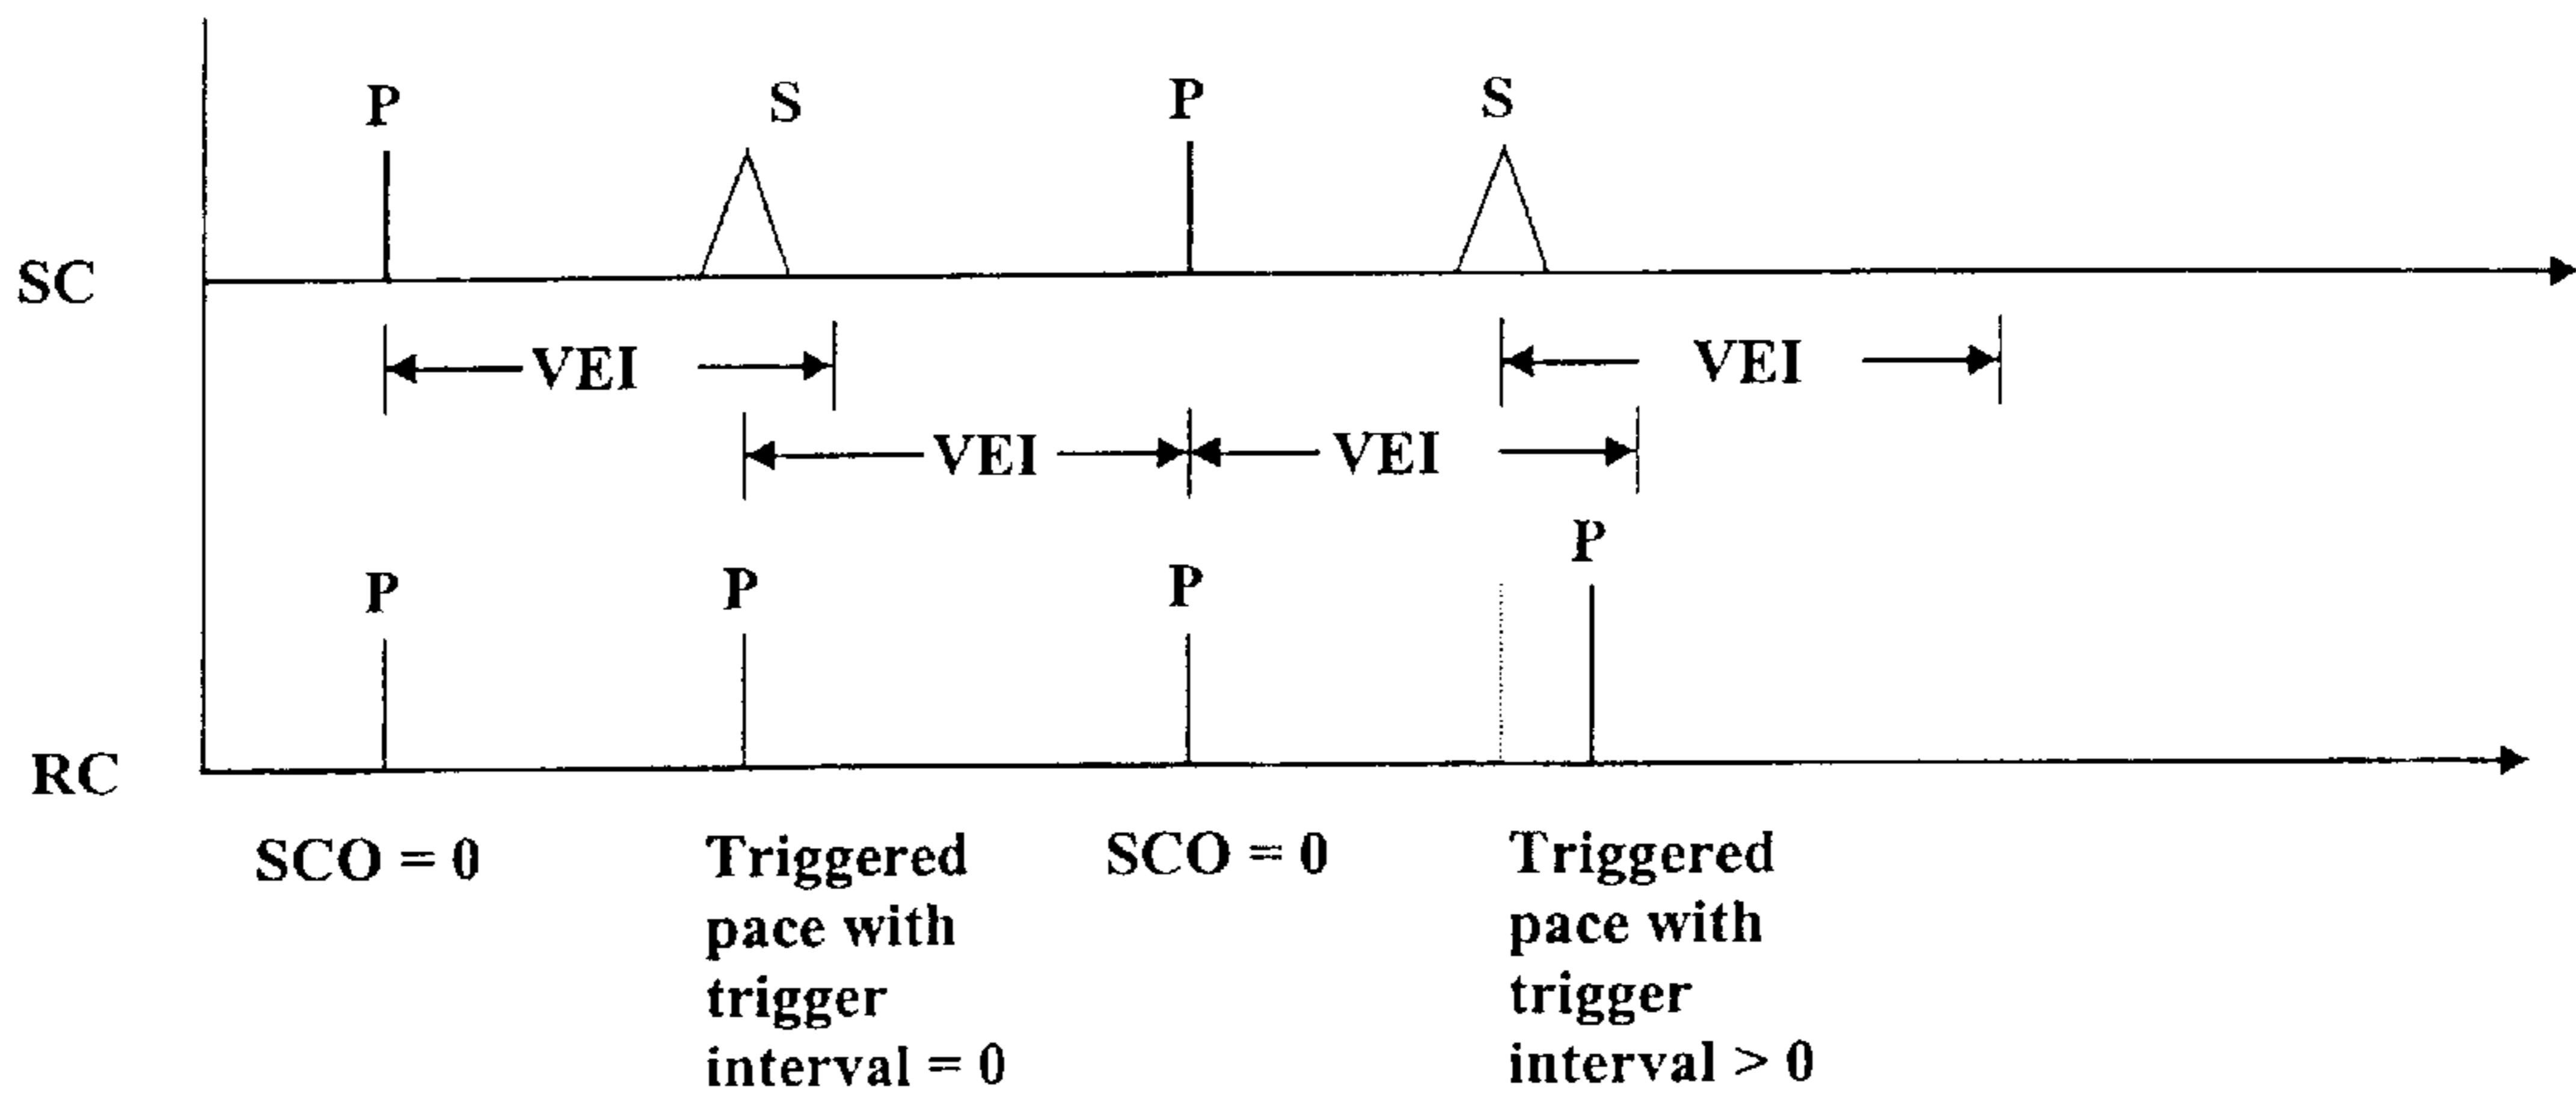 P
S
P
S
SC
VEI
VEI
VEI
VEI
P
P
P
P
RC
SCO = 0
Triggered
pace with
trigger
interval = 0
SCO = 0
Triggered
pace with
trigger
interval > 0